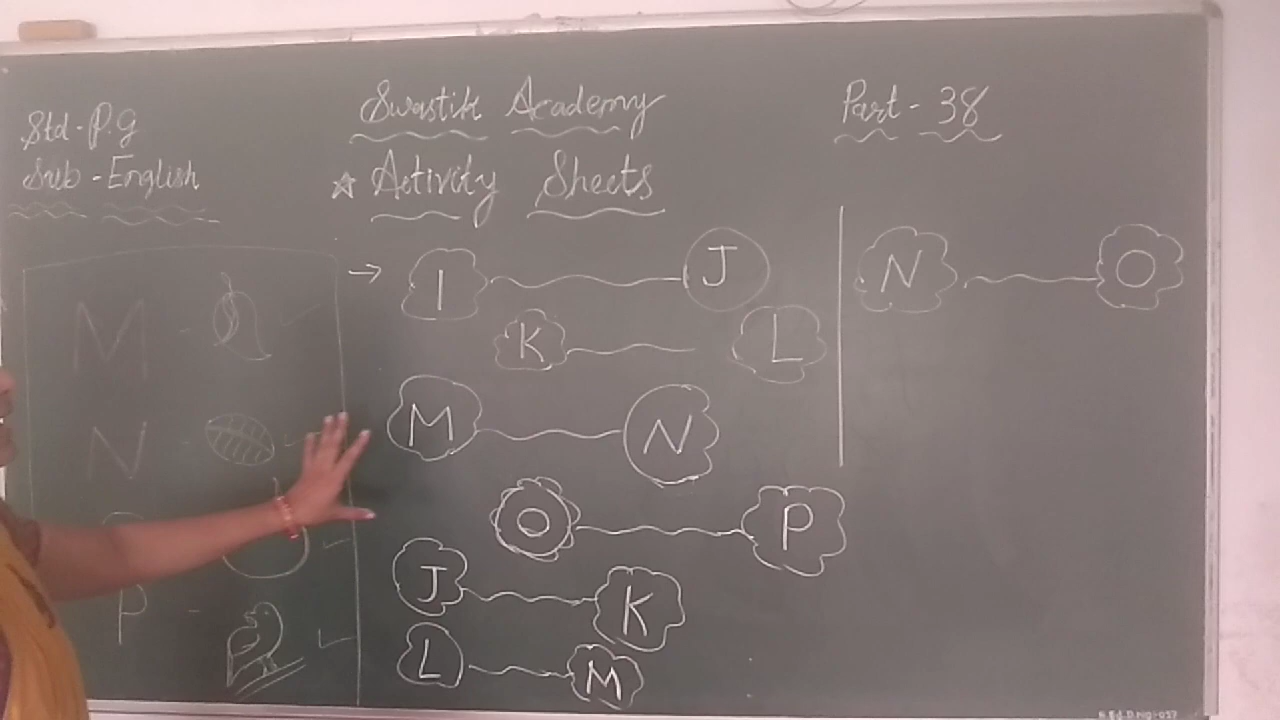 Std - P.G
Sub - English
Swastik Academy
☆ Activity Sheets
Part - 38
M -
N -
P -
→ I J
K L
M N
O P
J K
L M
N O